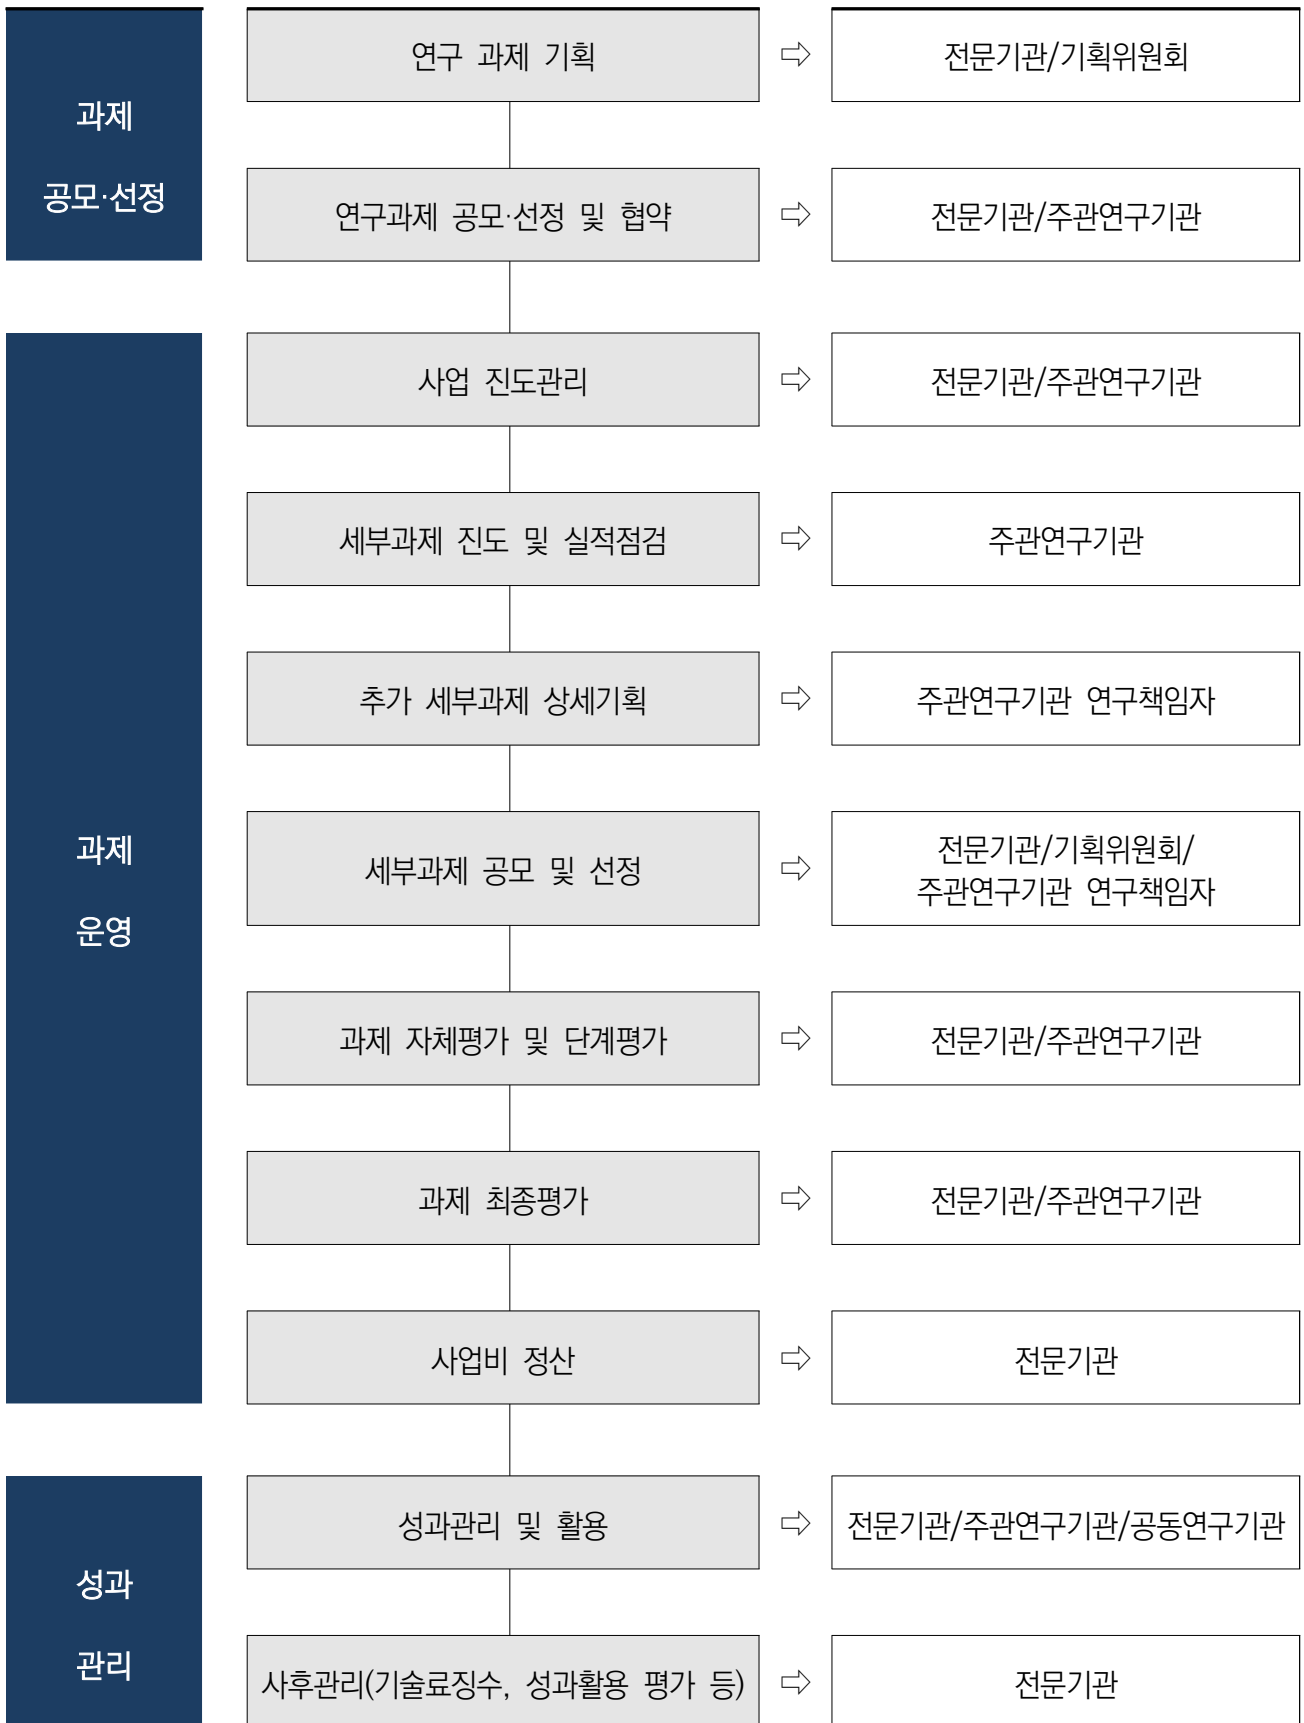 과제
공모·선정
연구 과제 기획
⇨
전문기관/기획위원회
연구과제 공모·선정 및 협약
⇨
전문기관/주관연구기관
과제
운영
사업 진도관리
⇨
전문기관/주관연구기관
세부과제 진도 및 실적점검
⇨
주관연구기관
추가 세부과제 상세기획
⇨
주관연구기관 연구책임자
세부과제 공모 및 선정
⇨
전문기관/기획위원회/
주관연구기관 연구책임자
과제 자체평가 및 단계평가
⇨
전문기관/주관연구기관
과제 최종평가
⇨
전문기관/주관연구기관
사업비 정산
⇨
전문기관
성과
관리
성과관리 및 활용
⇨
전문기관/주관연구기관/공동연구기관
사후관리(기술료징수, 성과활용 평가 등)
⇨
전문기관